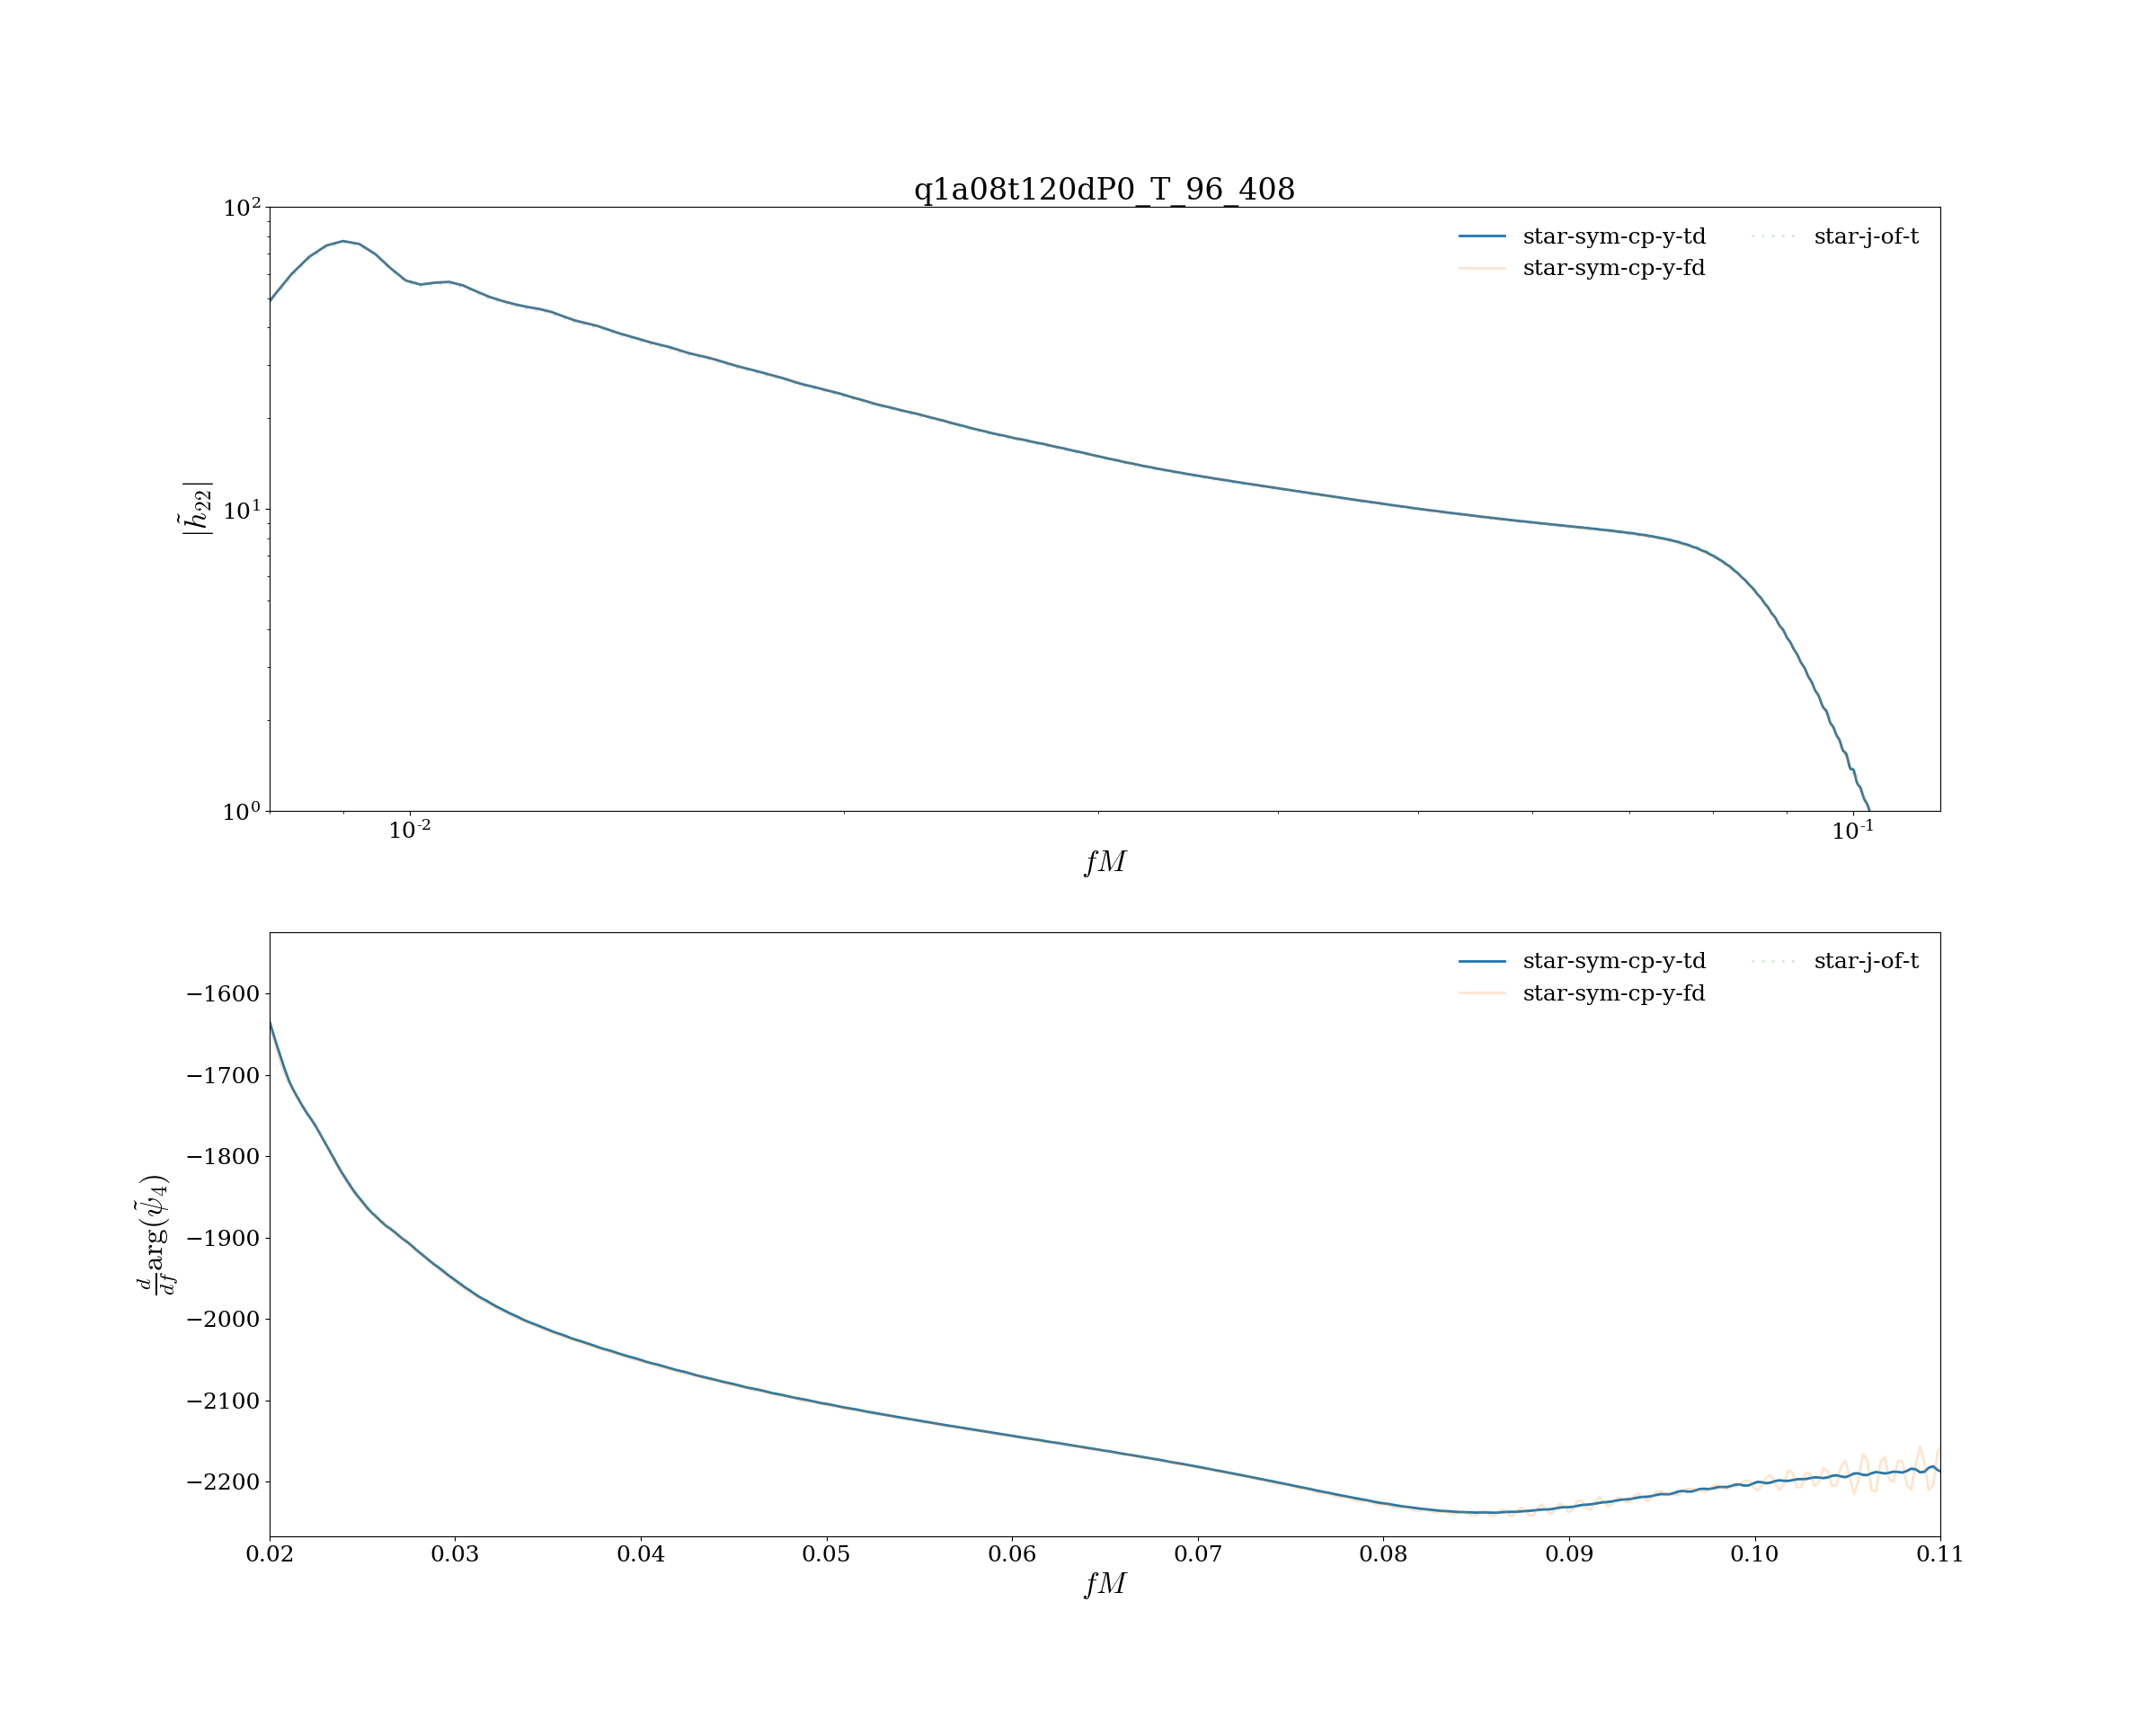 q1a08t120dP0_T_96_408
10²
10¹
10⁰
|h̃₂₂|
star-sym-cp-y-td
star-sym-cp-y-fd
star-j-of-t
10⁻²
10⁻¹
fM
−1600
−1700
−1800
−1900
−2000
−2100
−2200
d/df arg(ψ̃₄)
star-sym-cp-y-td
star-sym-cp-y-fd
star-j-of-t
0.02 0.03 0.04 0.05 0.06 0.07 0.08 0.09 0.10 0.11
fM